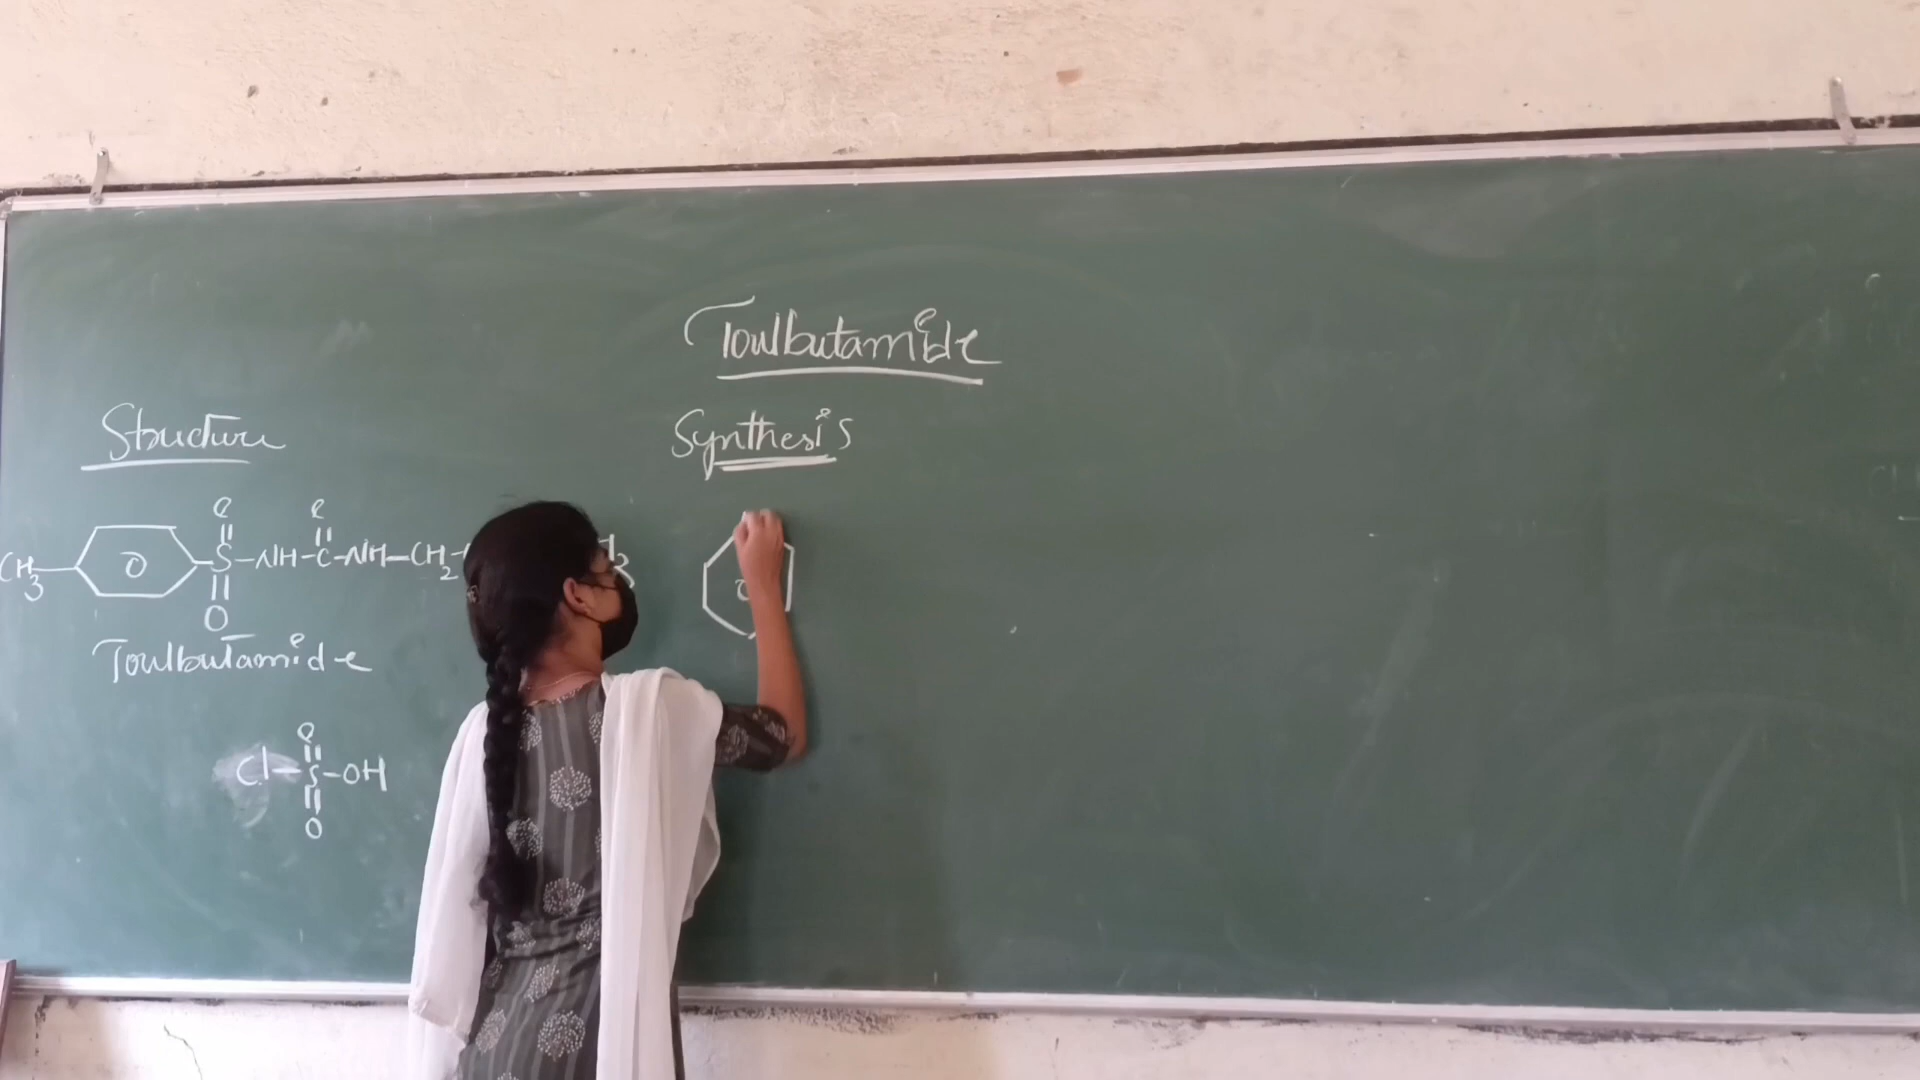 Toulbutamide
Structure
Synthesis
O O
CH3 O S NH C NH CH2
O
Toulbutamide
O
Cl S OH
O